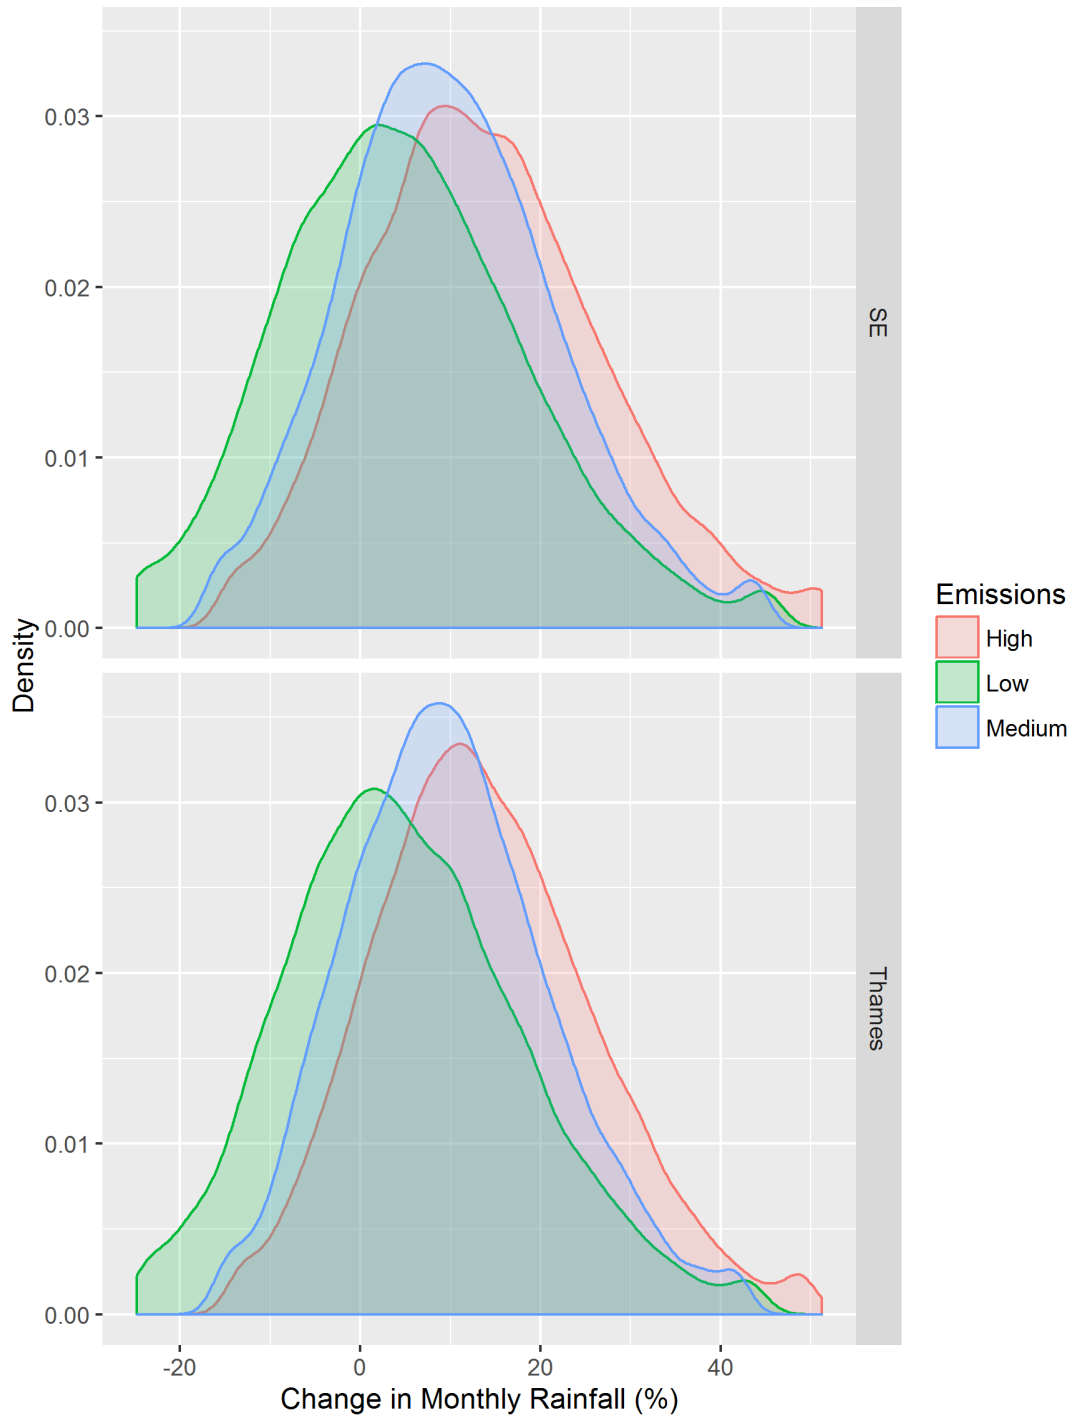 0.03
0.02
0.01
0.00
SE
Density
0.03
0.02
0.01
0.00
Thames
-20 0 20 40
Change in Monthly Rainfall (%)
Emissions
High
Low
Medium